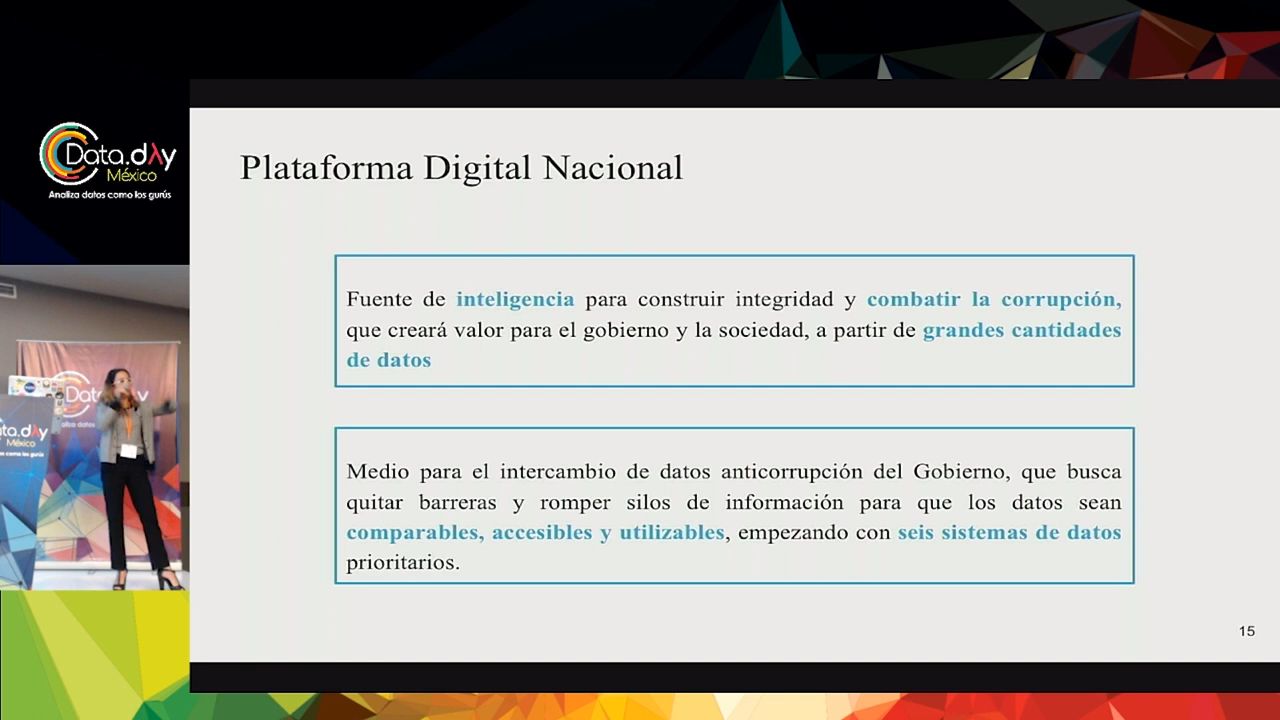 Data.dλy
México
Analiza datos como los gurús
Plataforma Digital Nacional
Fuente de inteligencia para construir integridad y combatir la corrupción,
que creará valor para el gobierno y la sociedad, a partir de grandes cantidades
de datos
Medio para el intercambio de datos anticorrupción del Gobierno, que busca
quitar barreras y romper silos de información para que los datos sean
comparables, accesibles y utilizables, empezando con seis sistemas de datos
prioritarios.
15
Data
México